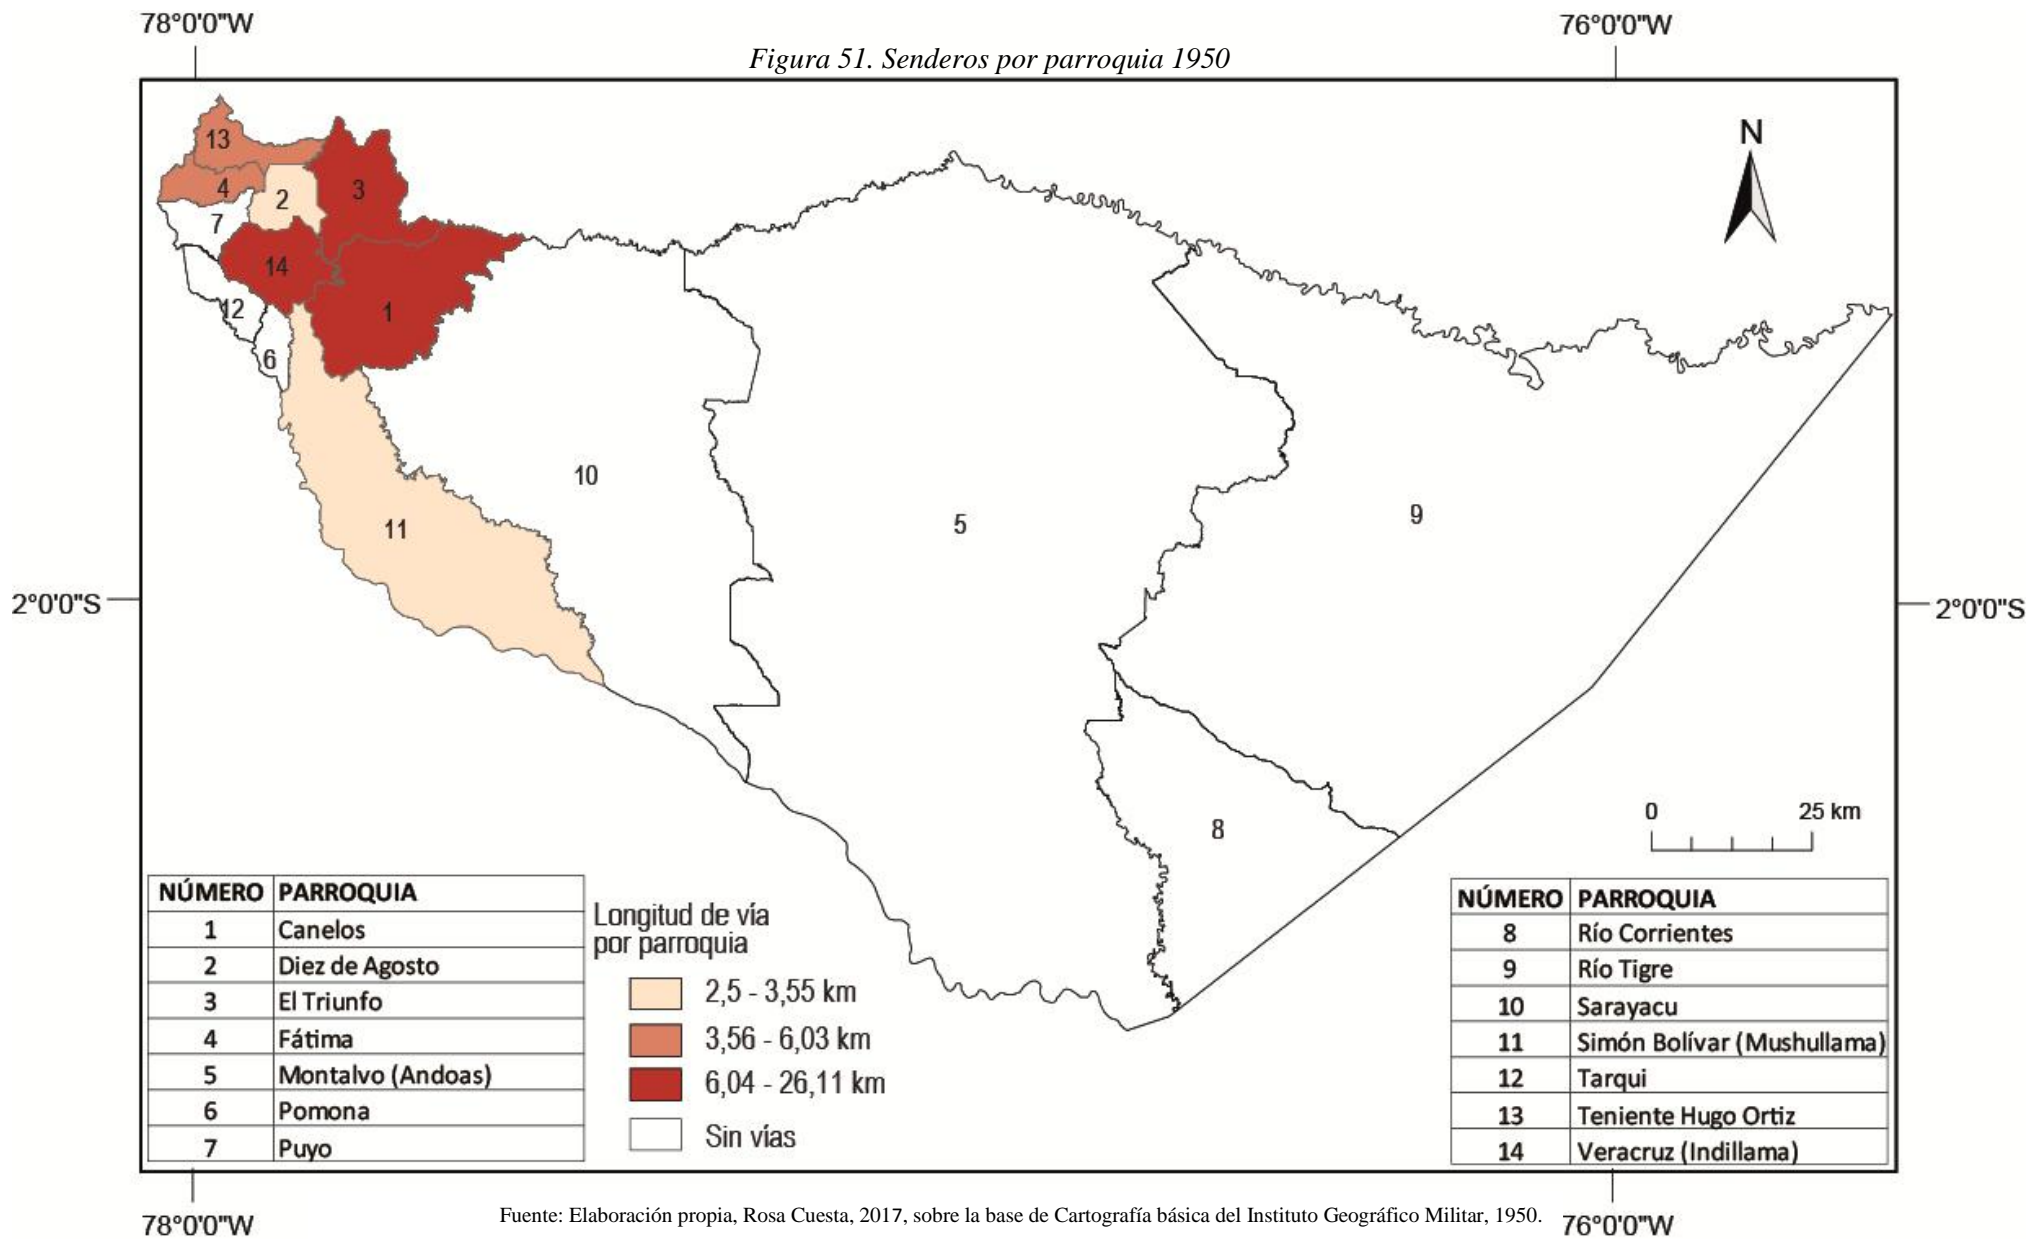 78°0'0"W
76°0'0"W
Figura 51. Senderos por parroquia 1950
N
13
4
2
3
7
14
12
1
6
10
11
5
9
8
2°0'0"S
2°0'0"S
0 25 km
NÚMERO PARROQUIA
1 Canelos
2 Diez de Agosto
3 El Triunfo
4 Fátima
5 Montalvo (Andoas)
6 Pomona
7 Puyo
Longitud de vía
por parroquia
2,5 - 3,55 km
3,56 - 6,03 km
6,04 - 26,11 km
Sin vías
NÚMERO PARROQUIA
8 Río Corrientes
9 Río Tigre
10 Sarayacu
11 Simón Bolívar (Mushullama)
12 Tarqui
13 Teniente Hugo Ortiz
14 Veracruz (Indillama)
78°0'0"W
Fuente: Elaboración propia, Rosa Cuesta, 2017, sobre la base de Cartografía básica del Instituto Geográfico Militar, 1950.
76°0'0"W